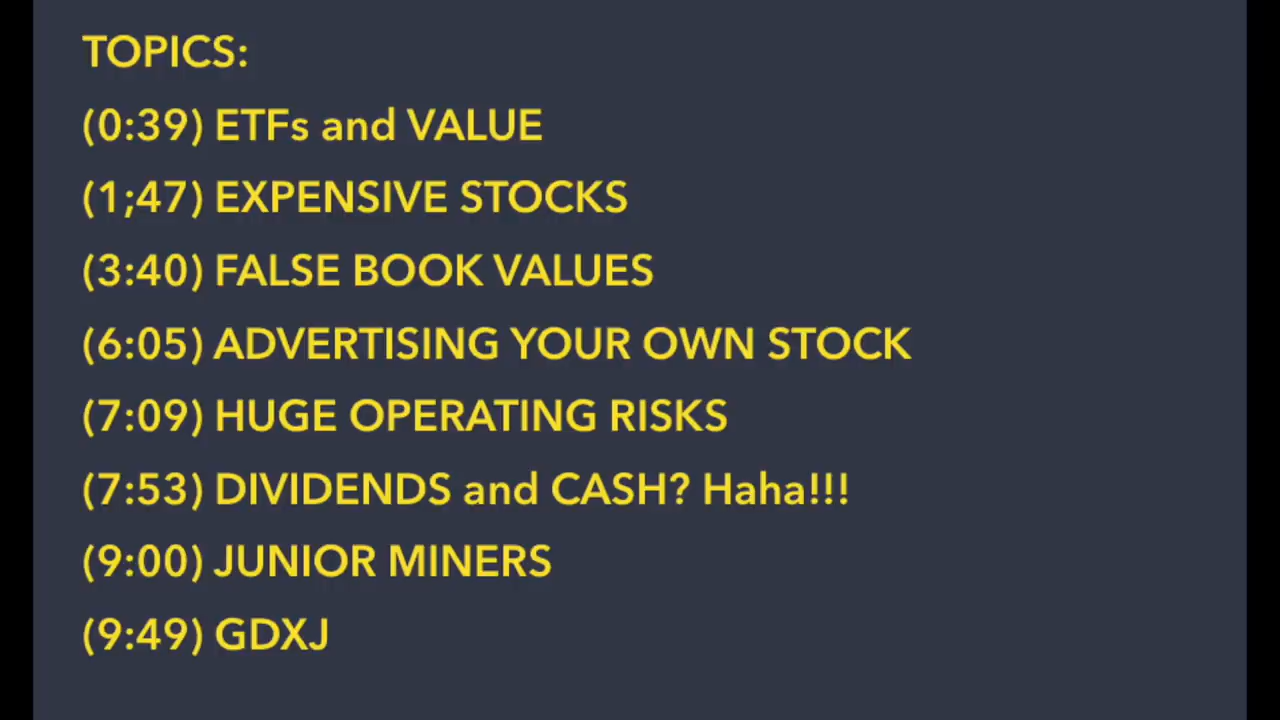 TOPICS:
(0:39) ETFs and VALUE
(1;47) EXPENSIVE STOCKS
(3:40) FALSE BOOK VALUES
(6:05) ADVERTISING YOUR OWN STOCK
(7:09) HUGE OPERATING RISKS
(7:53) DIVIDENDS and CASH? Haha!!!
(9:00) JUNIOR MINERS
(9:49) GDXJ